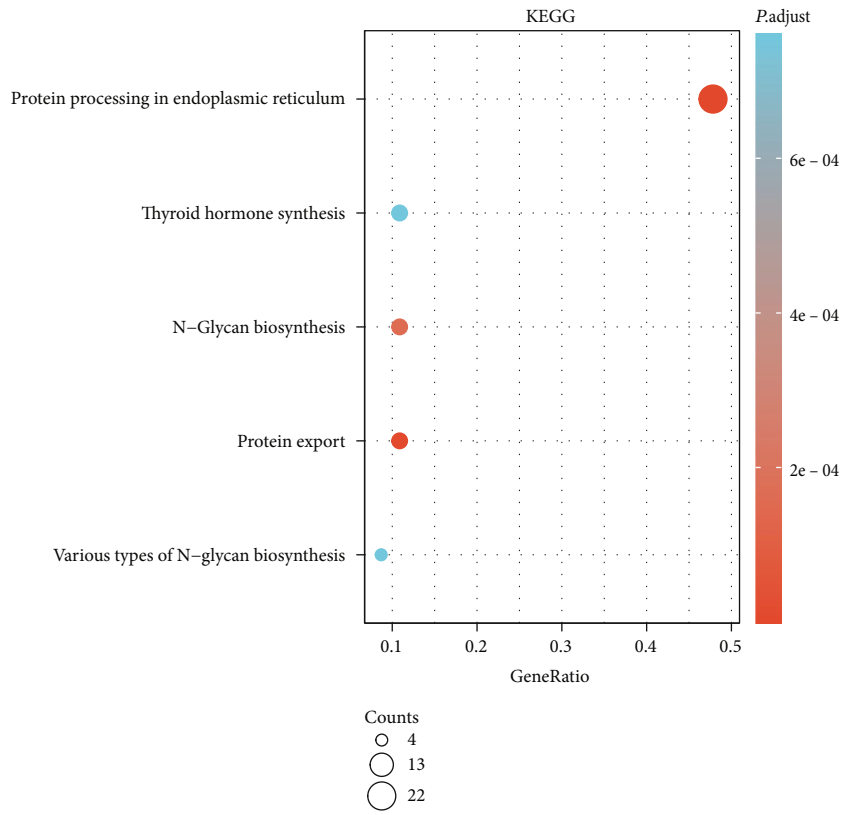 KEGG
P.adjust
Protein processing in endoplasmic reticulum
Thyroid hormone synthesis
N−Glycan biosynthesis
Protein export
Various types of N−glycan biosynthesis
6e – 04
4e – 04
2e – 04
0.1 0.2 0.3 0.4 0.5
GeneRatio
Counts
4
13
22